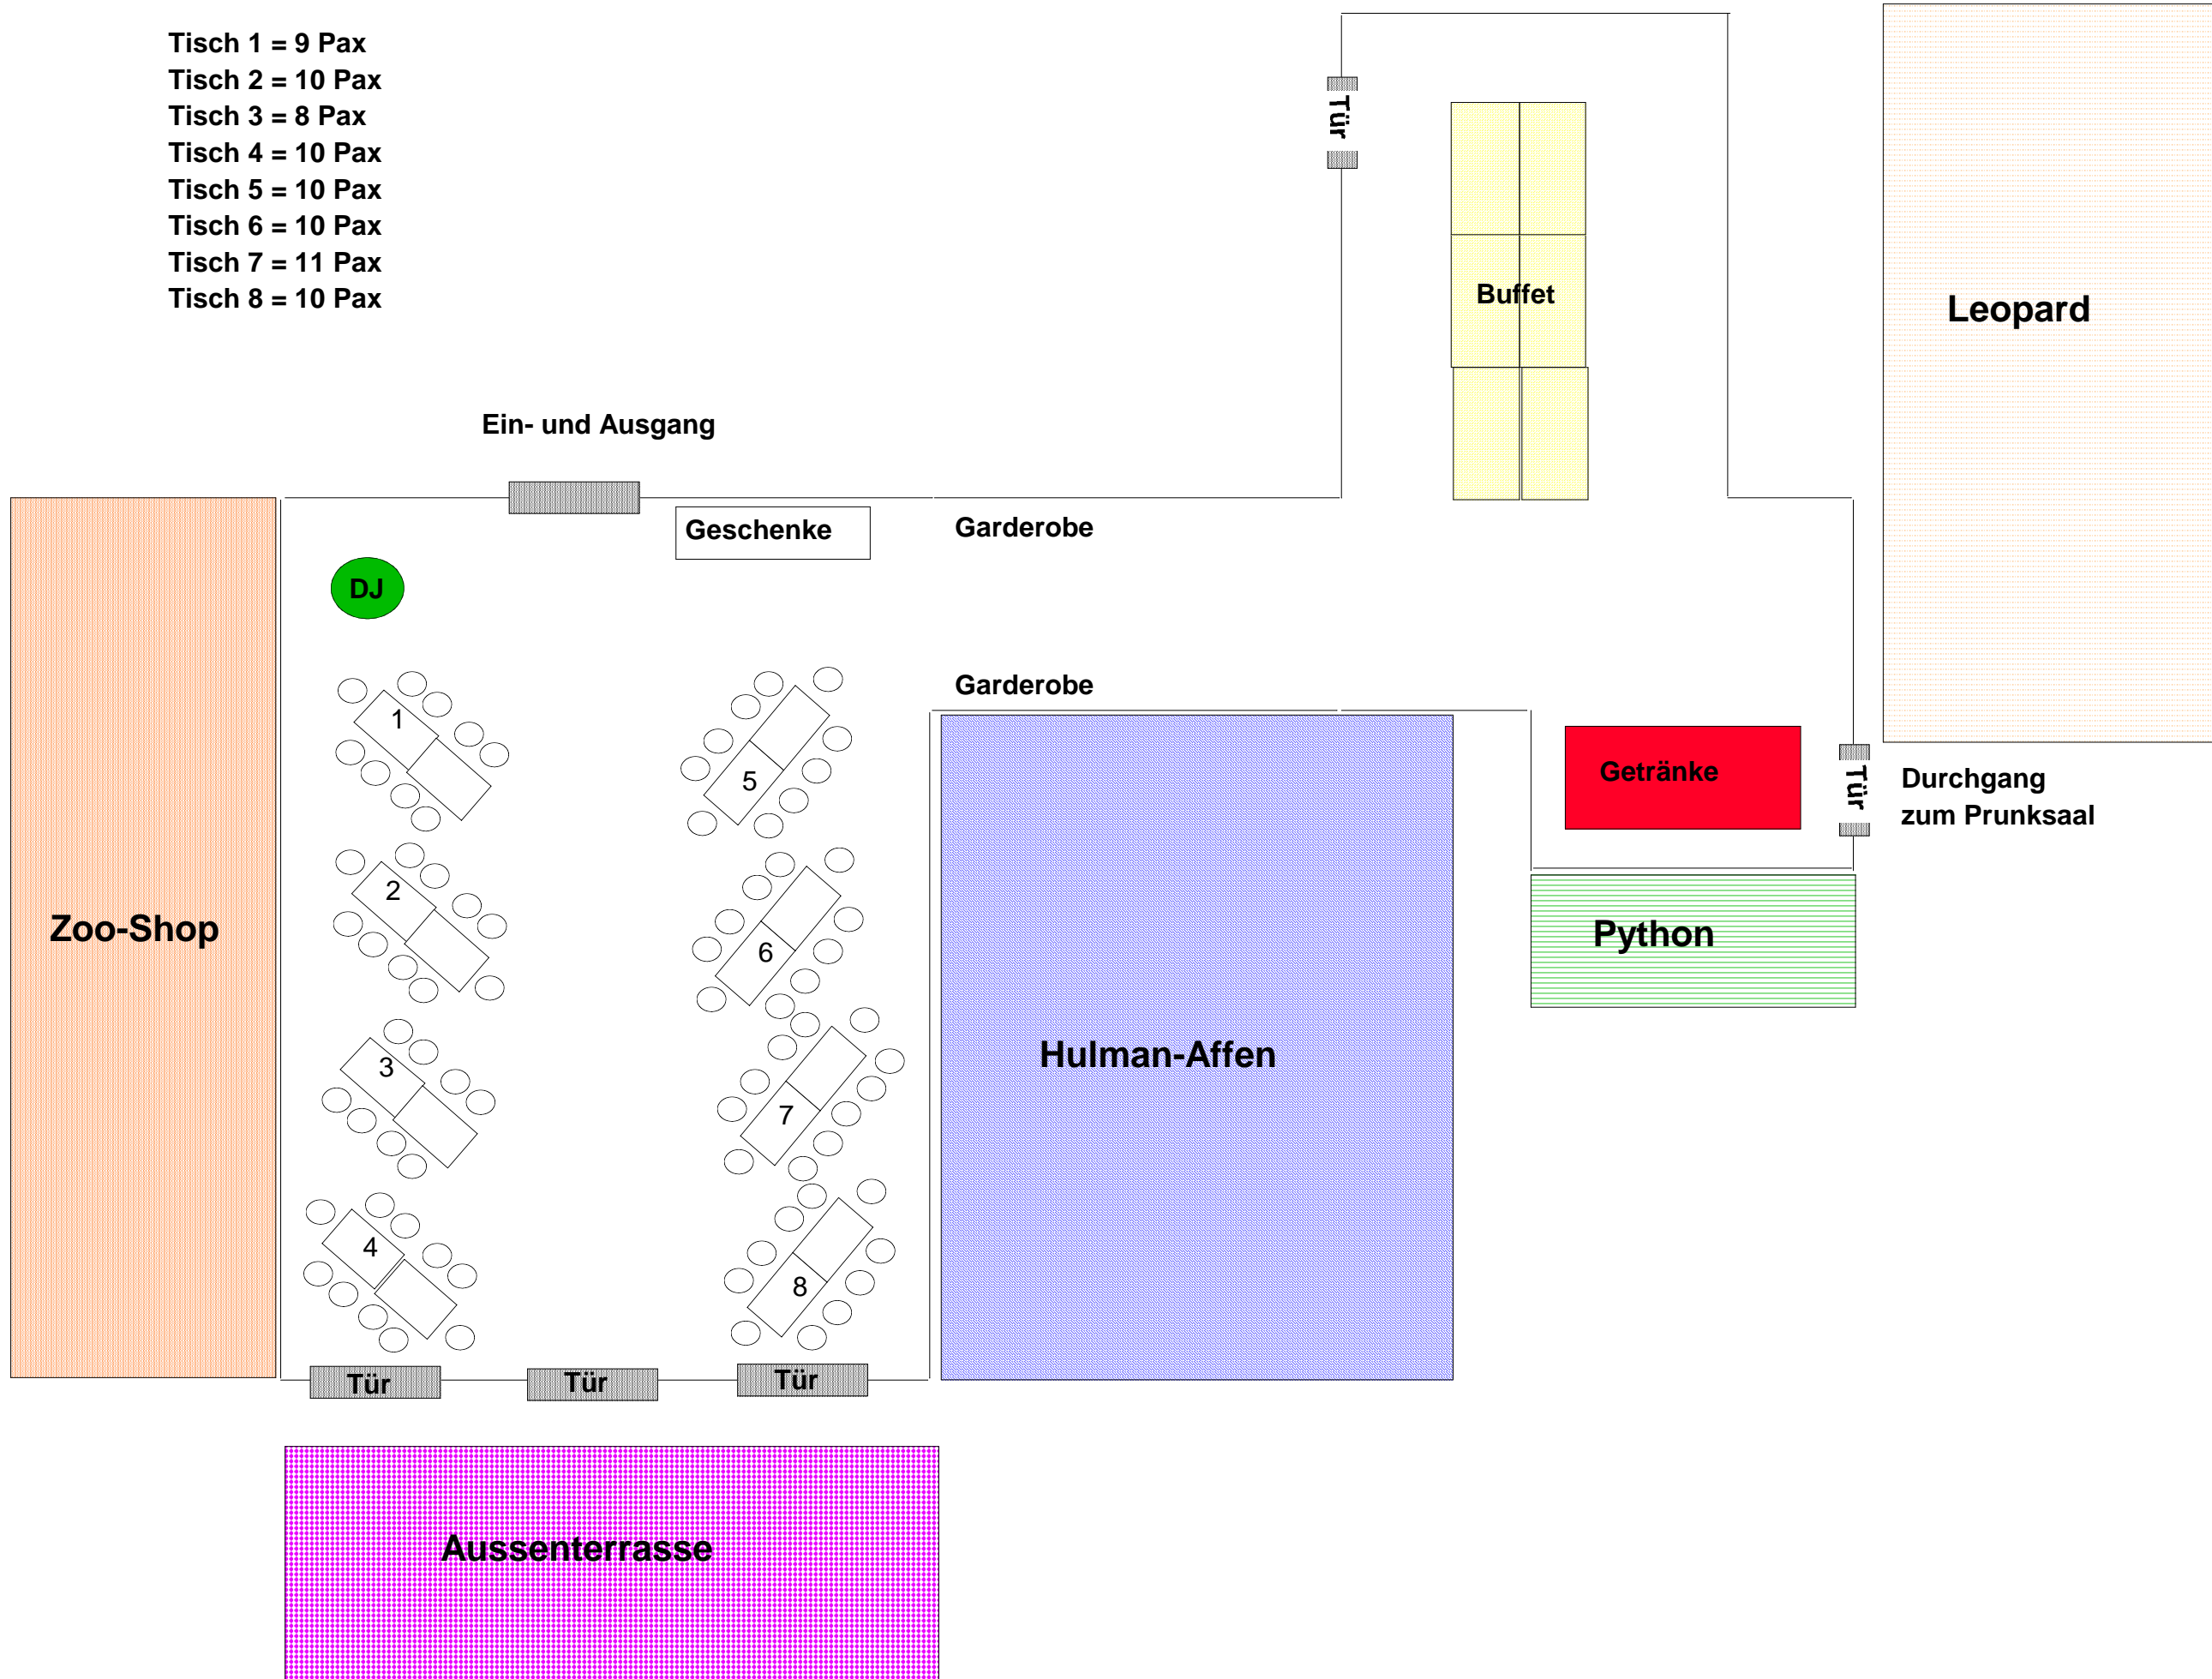 Tisch 1 = 9 Pax
Tisch 2 = 10 Pax
Tisch 3 = 8 Pax
Tisch 4 = 10 Pax
Tisch 5 = 10 Pax
Tisch 6 = 10 Pax
Tisch 7 = 11 Pax
Tisch 8 = 10 Pax
Tür
Buffet
Leopard
Ein- und Ausgang
Geschenke
Garderobe
DJ
Garderobe
1
5
Getränke
Tür
Durchgang
zum Prunksaal
2
6
Zoo-Shop
Python
3
7
Hulman-Affen
4
8
Tür
Tür
Tür
Aussenterrasse